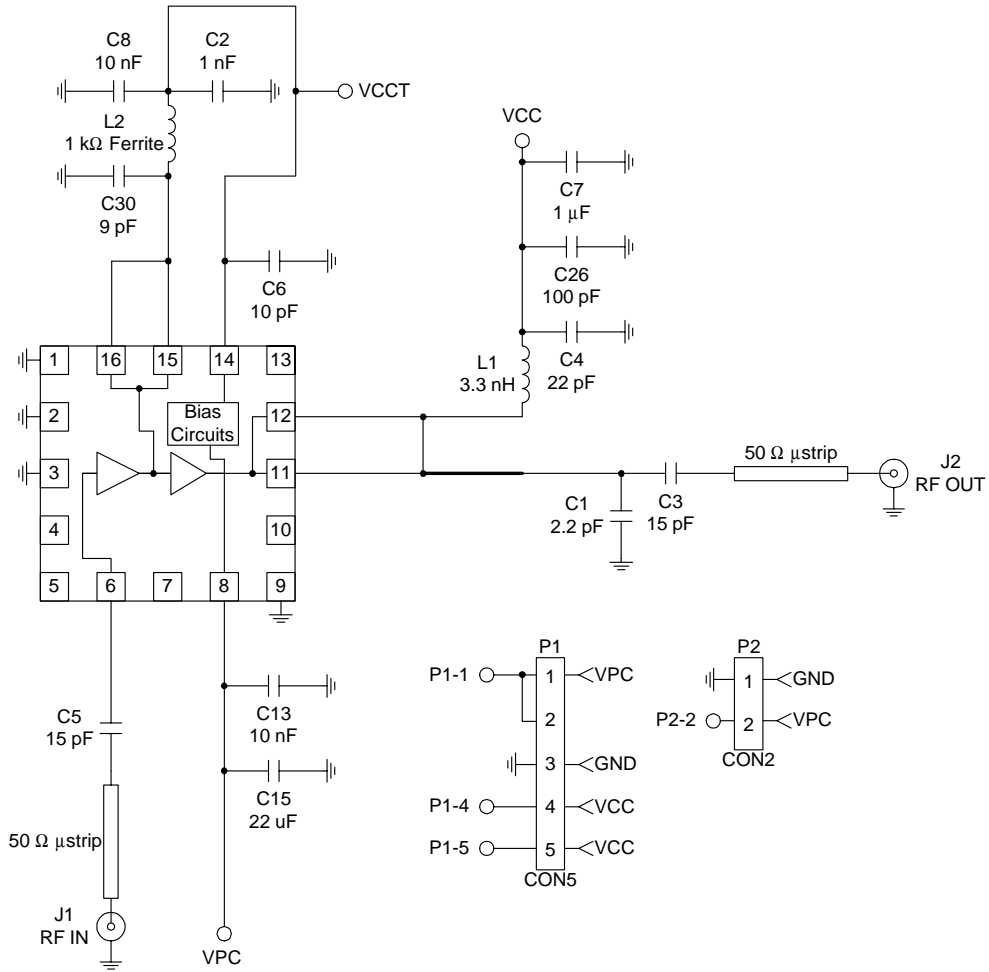 C8
10 nF
C2
1 nF
VCCT
L2
1 kΩ Ferrite
C30
9 pF
VCC
C7
1 µF
C26
100 pF
C4
22 pF
L1
3.3 nH
C6
10 pF
1
16
15
14
13
2
Bias
Circuits
12
3
11
4
10
5
6
7
8
9
50 Ω µstrip
J2
RF OUT
C1
2.2 pF
C3
15 pF
C5
15 pF
50 Ω µstrip
J1
RF IN
C13
10 nF
C15
22 uF
VPC
P1
P1-1
1
VPC
2
3
GND
P1-4
4
VCC
P1-5
5
VCC
CON5
P2
1
GND
P2-2
2
VPC
CON2